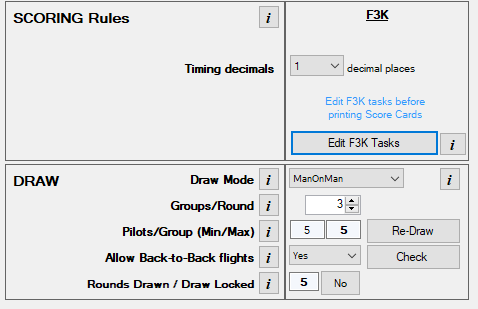 SCORING Rules i F3K
Timing decimals 1 decimal places
Edit F3K tasks before
printing Score Cards
Edit F3K Tasks i
DRAW Draw Mode i ManOnMan i
Groups/Round i 3
Pilots/Group (Min/Max) i 5 5 Re-Draw
Allow Back-to-Back flights i Yes Check
Rounds Drawn / Draw Locked i 5 No